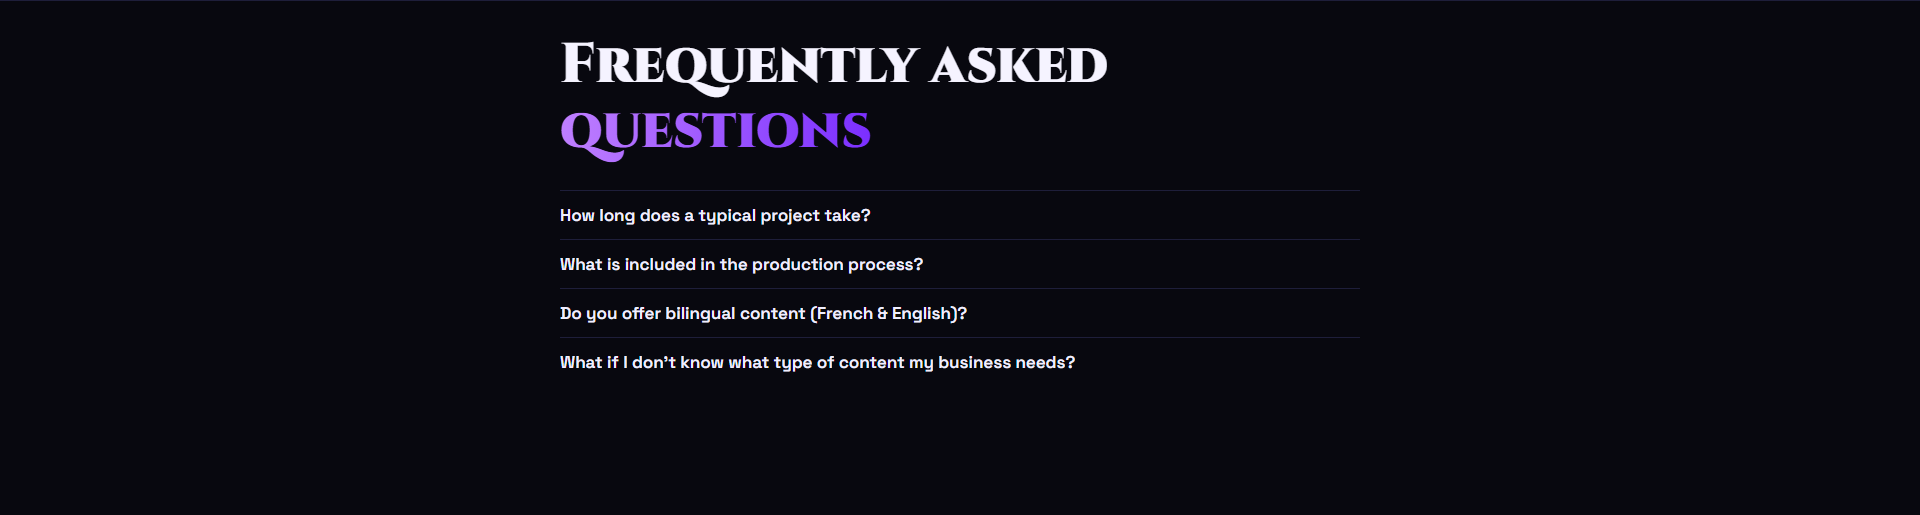 Frequently asked
questions
How long does a typical project take?
What is included in the production process?
Do you offer bilingual content (French & English)?
What if I don’t know what type of content my business needs?